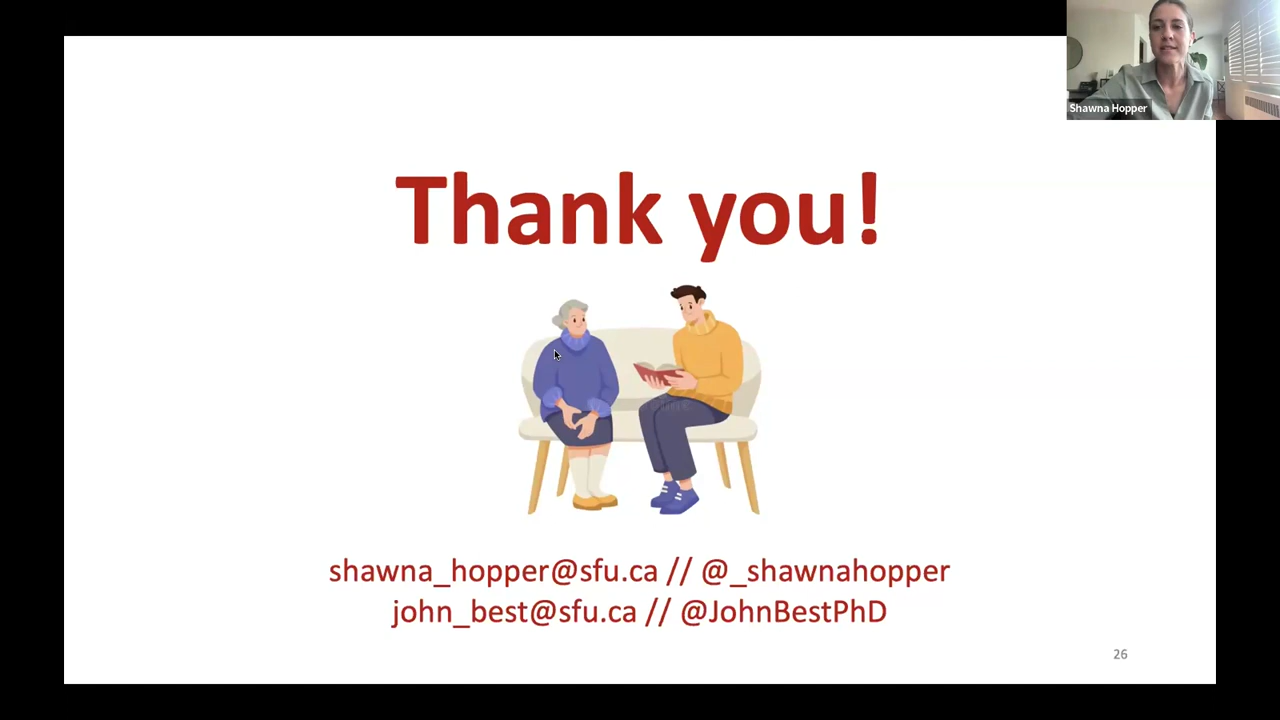 Shawna Hopper
Thank you!
shawna_hopper@sfu.ca // @_shawnahopper
john_best@sfu.ca // @JohnBestPhD
26